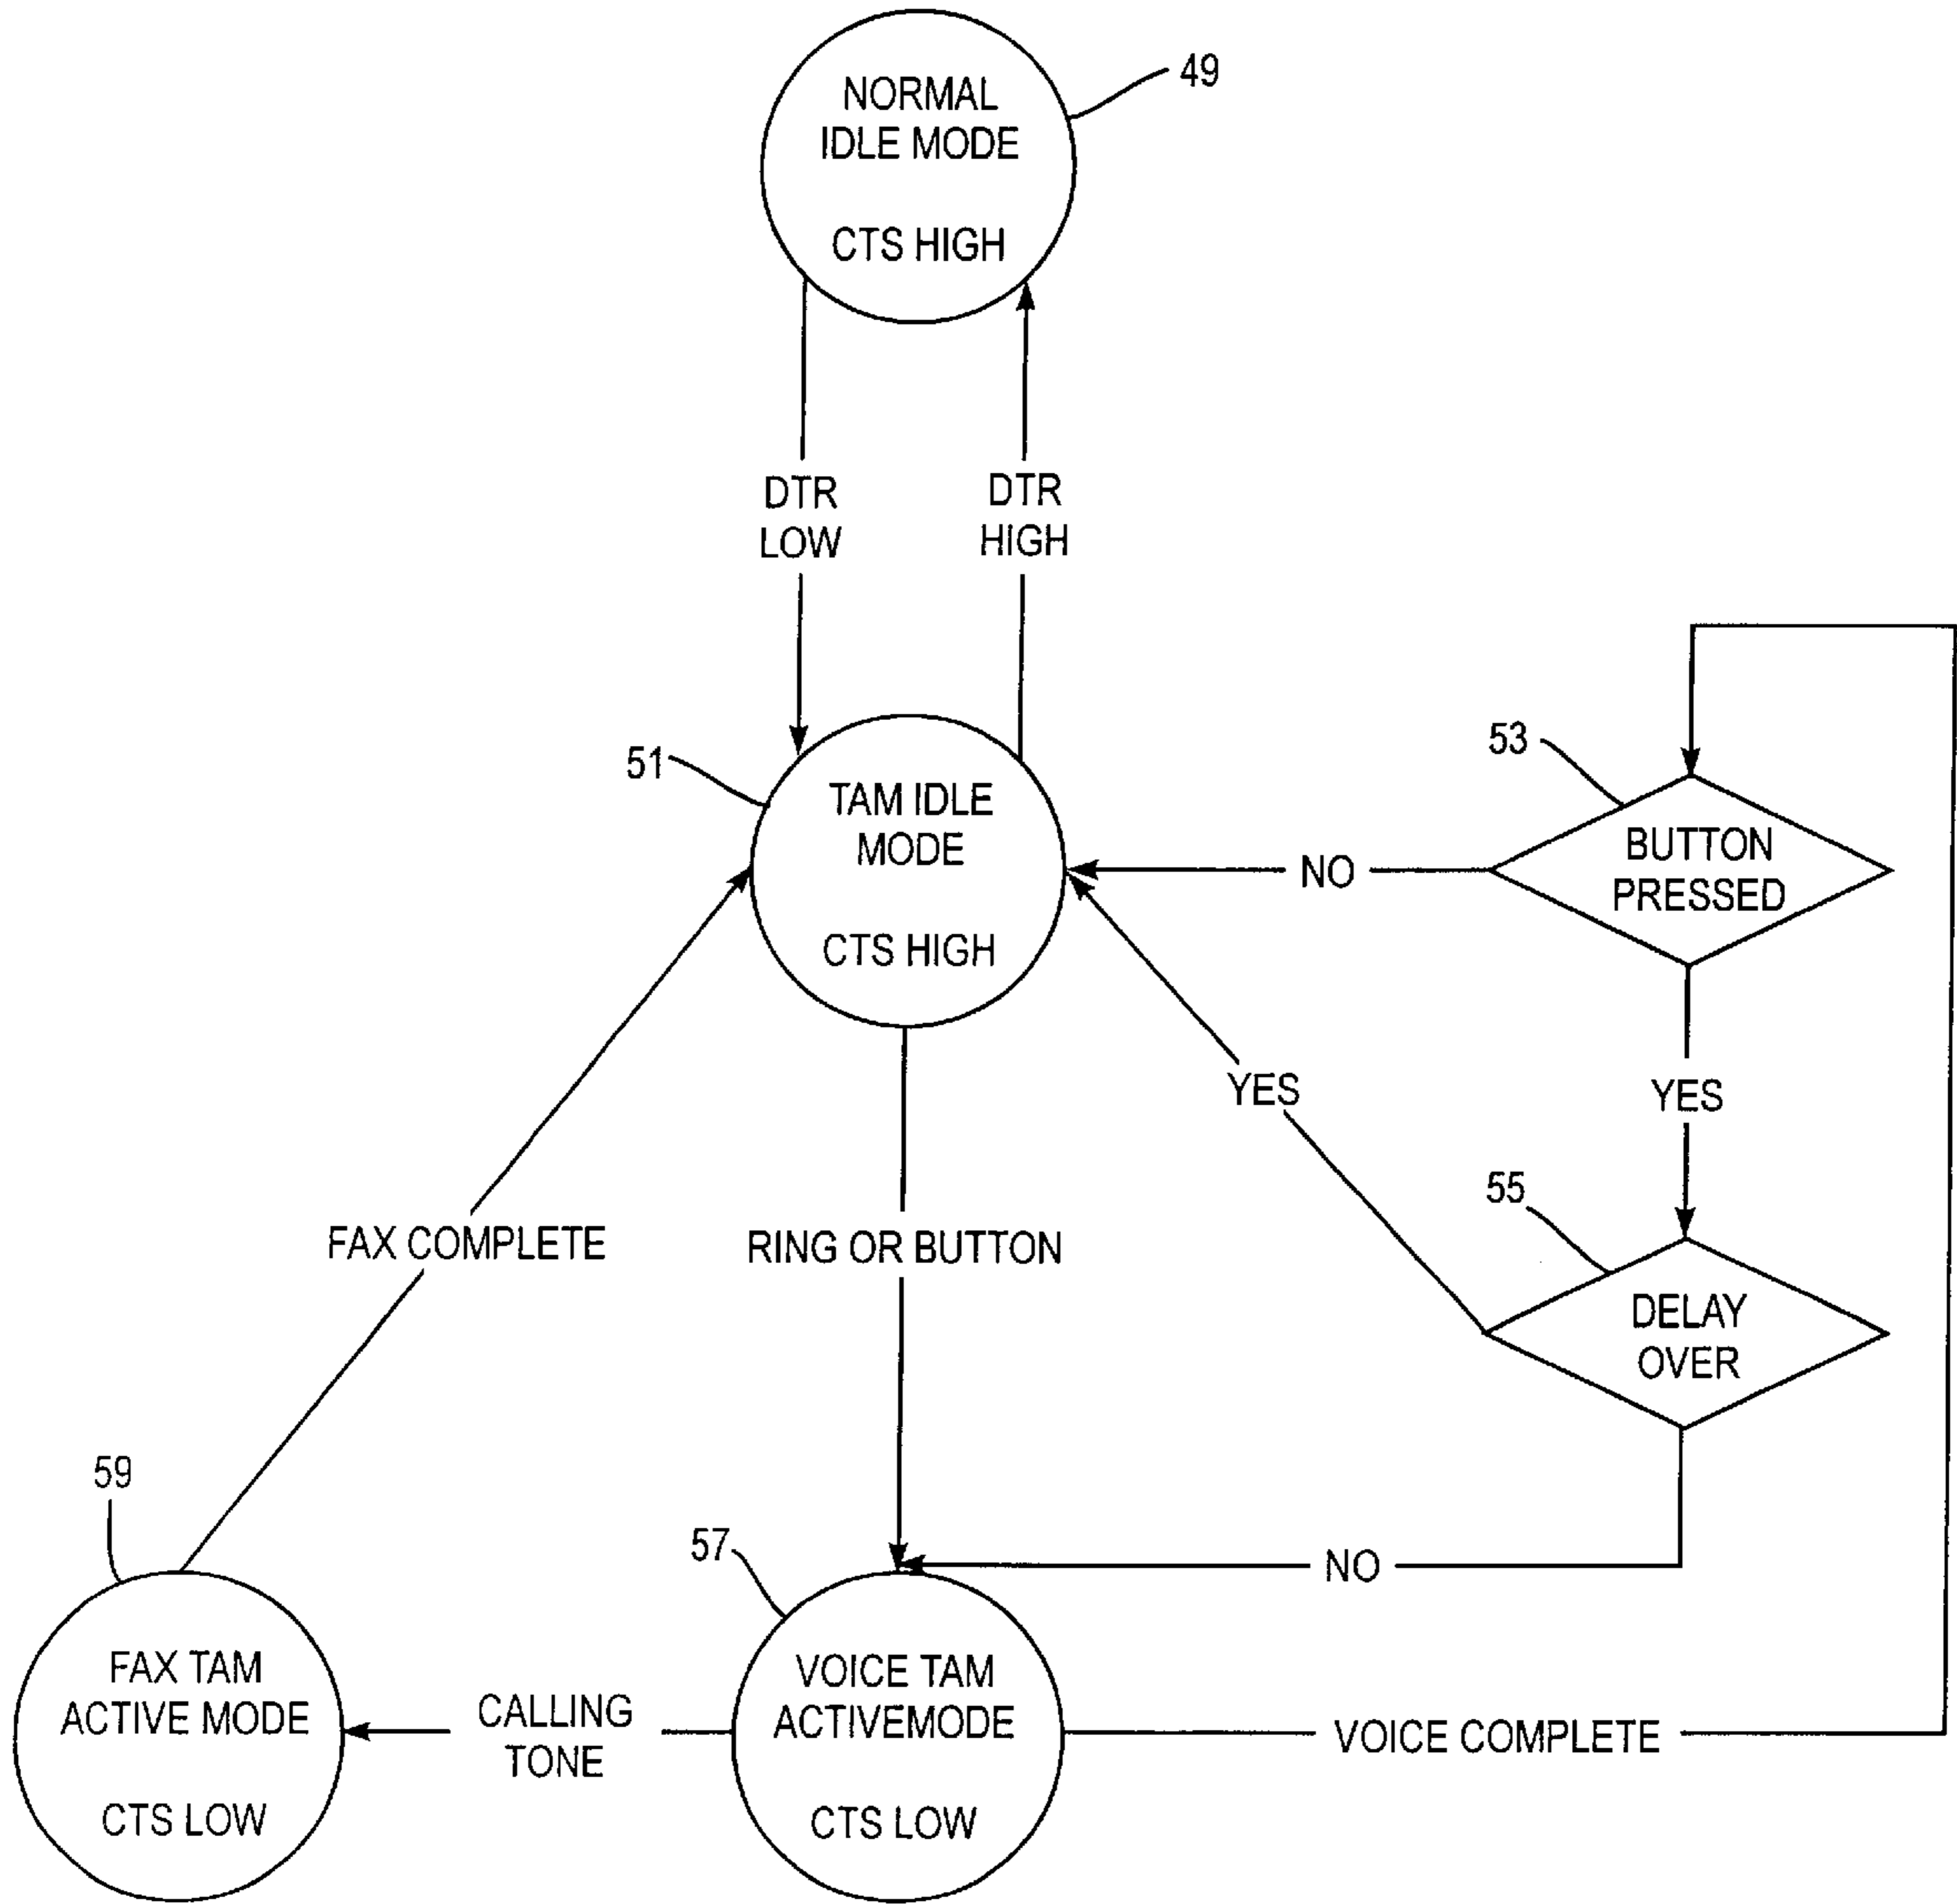 NORMAL
IDLE MODE
CTS HIGH
49
DTR
LOW
DTR
HIGH
51
TAM IDLE
MODE
CTS HIGH
53
BUTTON
PRESSED
NO
YES
YES
55
DELAY
OVER
FAX COMPLETE
RING OR BUTTON
NO
59
FAX TAM
ACTIVE MODE
CTS LOW
CALLING
TONE
57
VOICE TAM
ACTIVEMODE
CTS LOW
VOICE COMPLETE